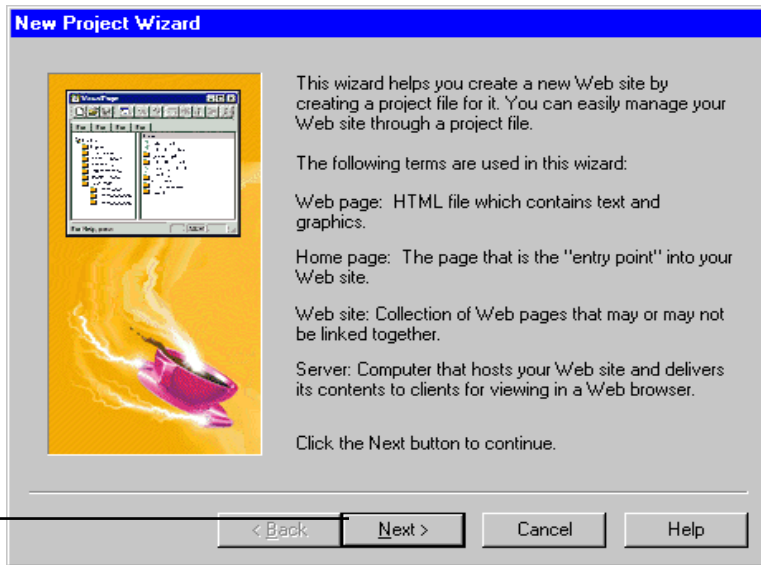 New Project Wizard
VisualPage
This wizard helps you create a new Web site by
creating a project file for it. You can easily manage your
Web site through a project file.
The following terms are used in this wizard:
Web page:  HTML file which contains text and
graphics.
Home page:  The page that is the "entry point" into your
Web site.
Web site: Collection of Web pages that may or may not
be linked together.
Server: Computer that hosts your Web site and delivers
its contents to clients for viewing in a Web browser.
Click the Next button to continue.
< Back Next > Cancel Help